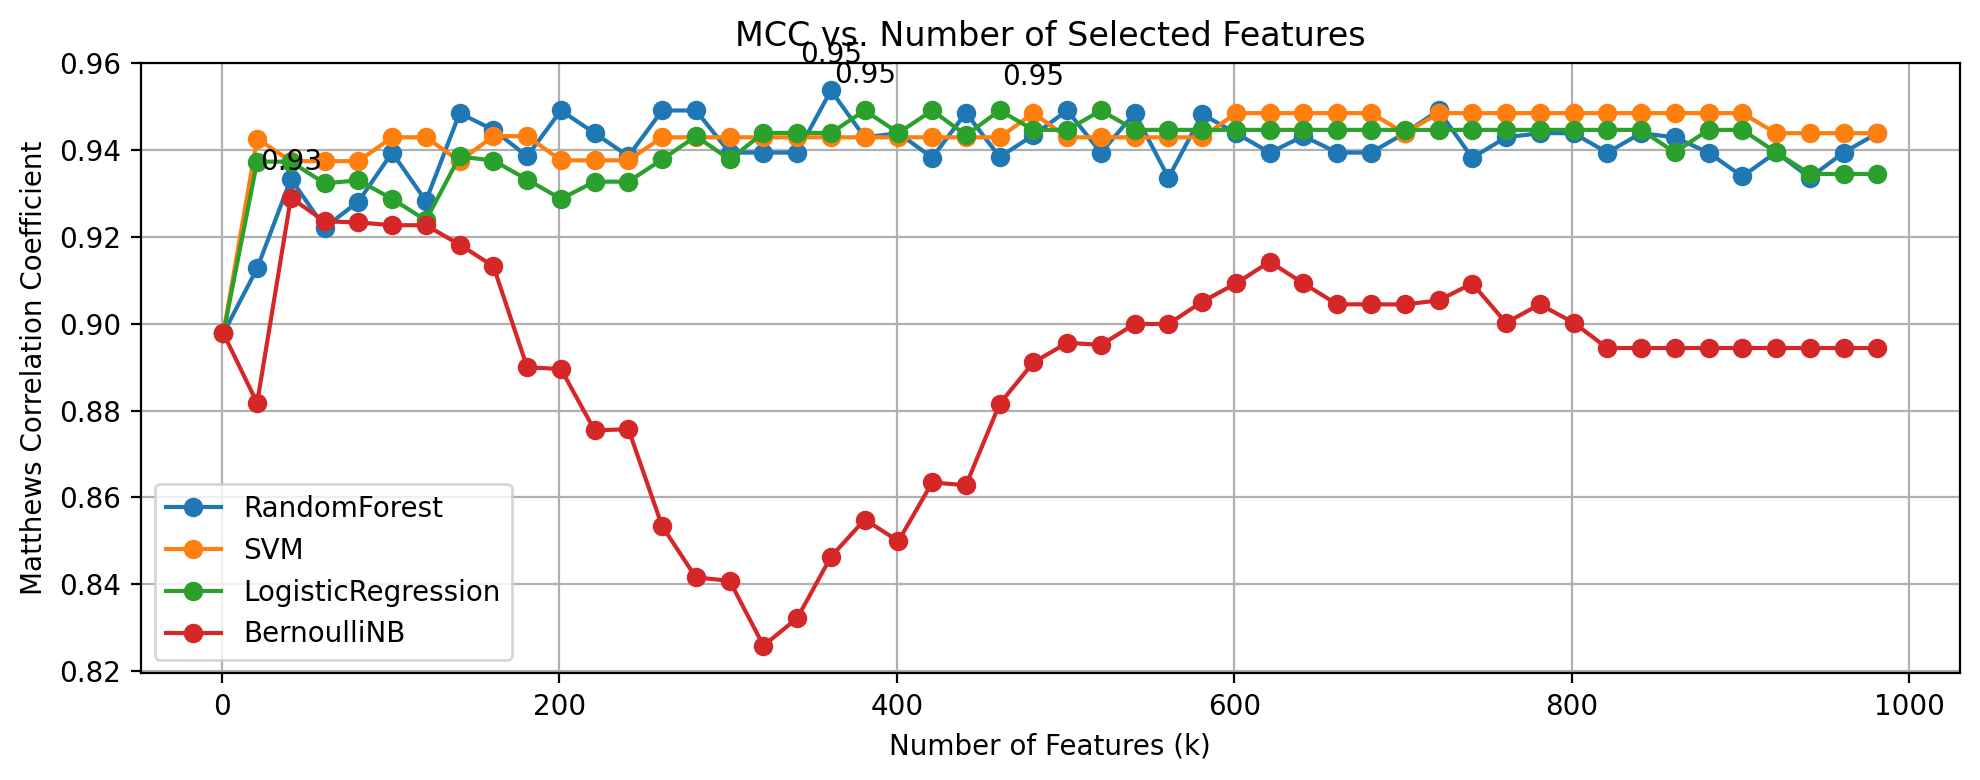 MCC vs. Number of Selected Features
0.95
0.95
0.95
0.93
0.96
0.94
0.92
0.90
0.88
0.86
0.84
0.82
Matthews Correlation Coefficient
RandomForest
SVM
LogisticRegression
BernoulliNB
0
200
400
600
800
1000
Number of Features (k)